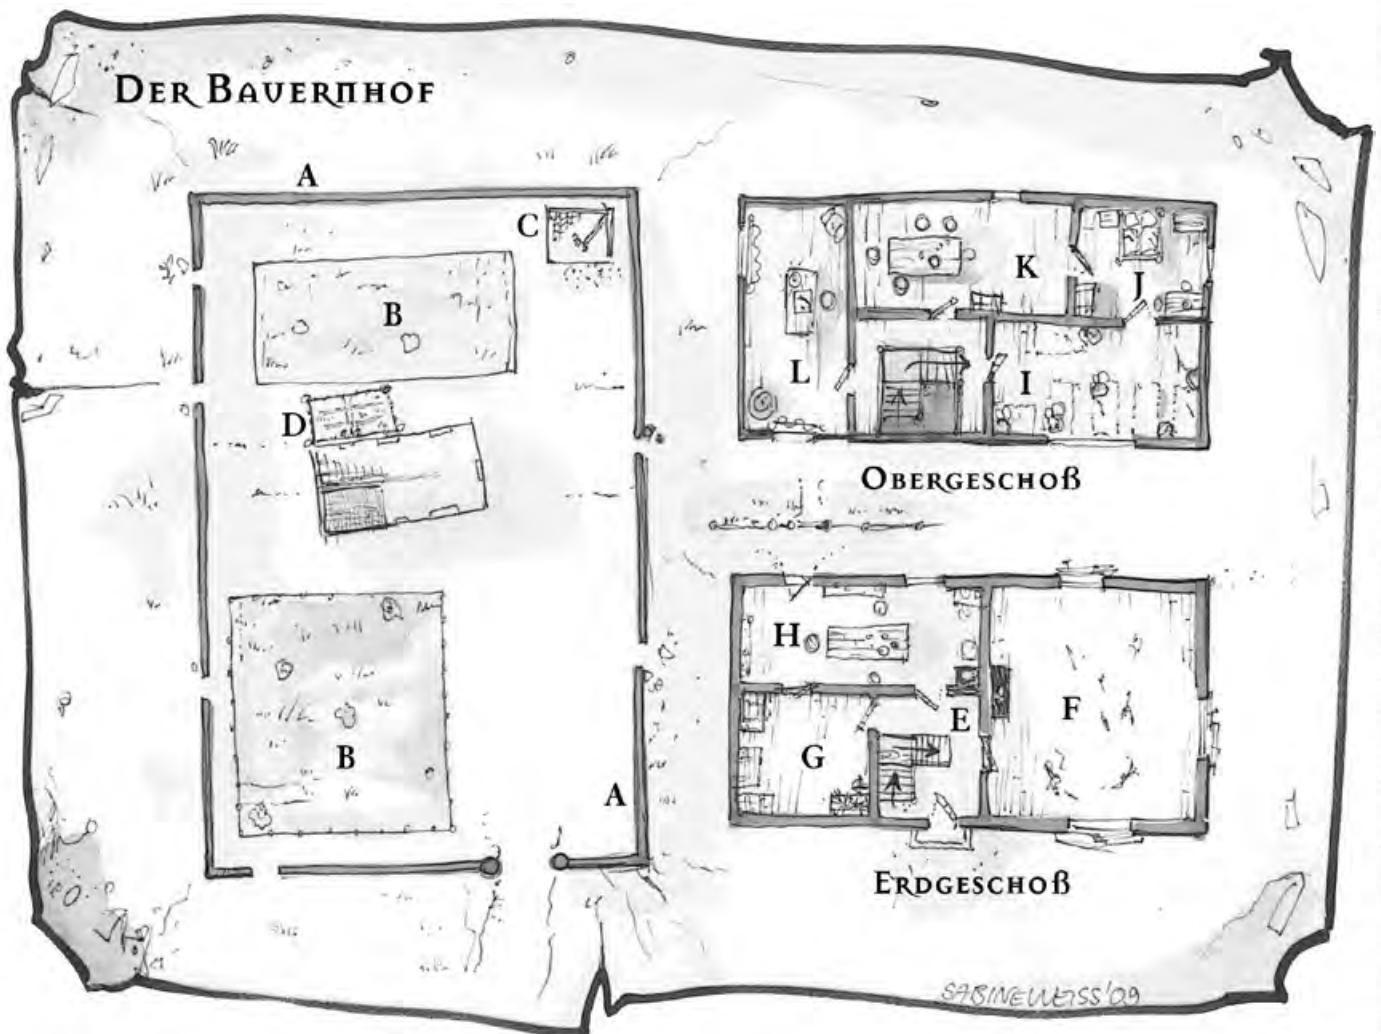 DER BAUERNHOF
A
C
B
D
B
A
K
J
L
I
OBERGESCHOß
H
E
F
G
ERDGESCHOß
SABINEWEISS'09